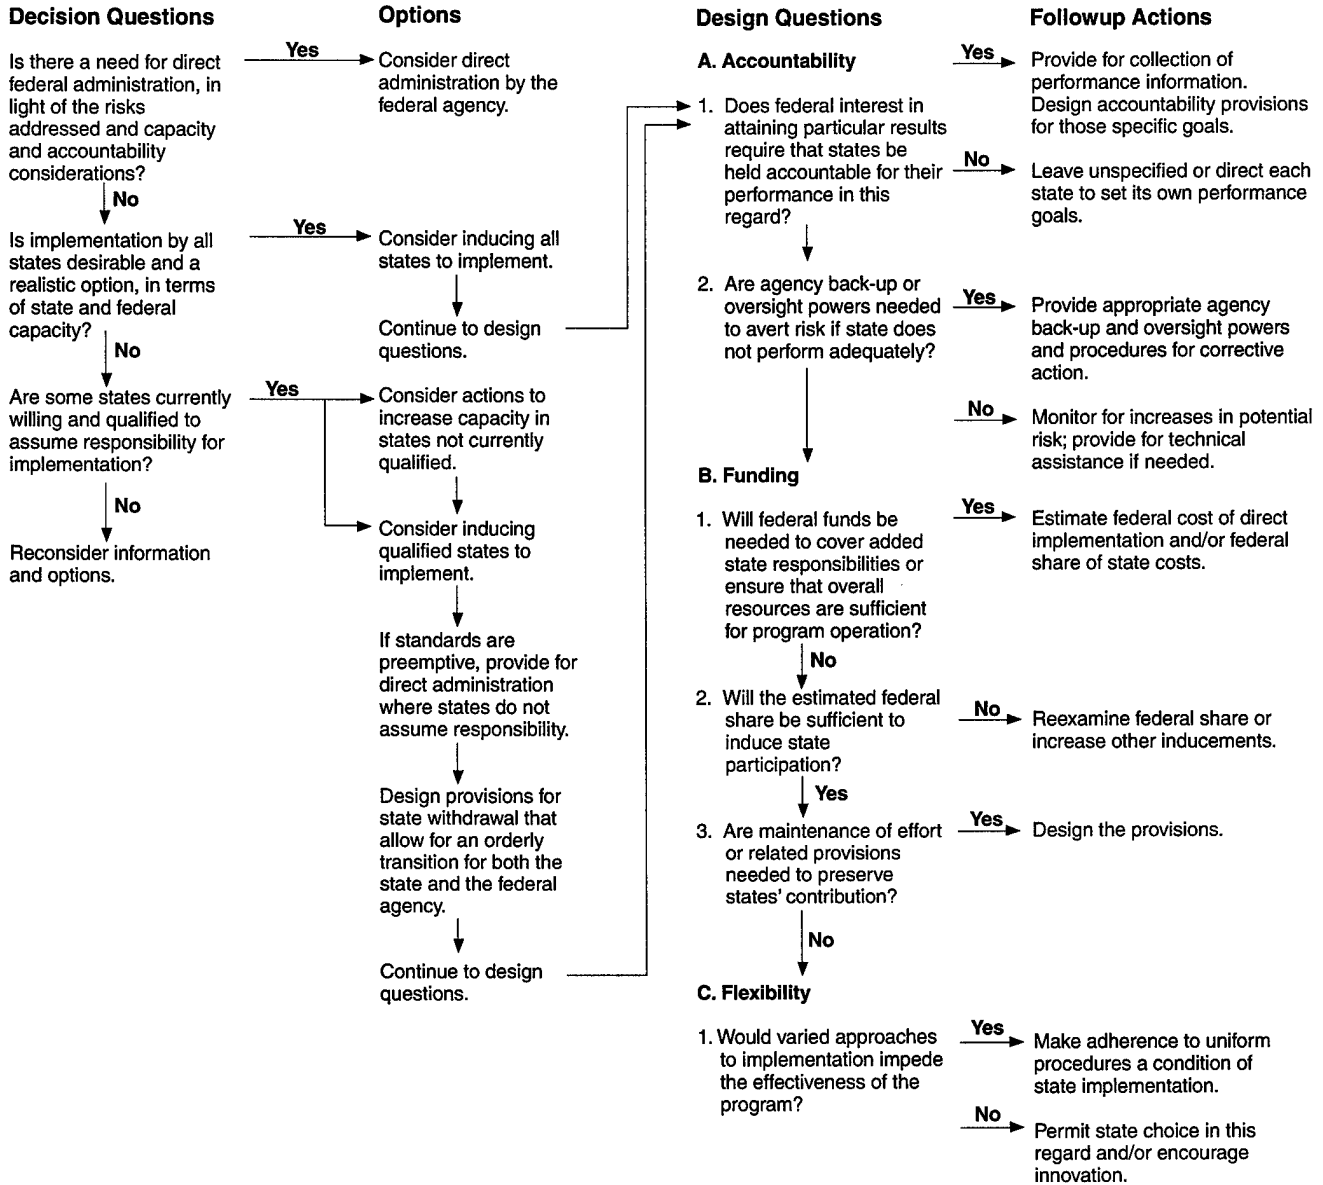 Decision Questions
Is there a need for direct
federal administration, in
light of the risks
addressed and capacity
and accountability
considerations?
Yes
No
Is implementation by all
states desirable and a
realistic option, in terms
of state and federal
capacity?
Yes
No
Are some states currently
willing and qualified to
assume responsibility for
implementation?
Yes
No
Reconsider information
and options.
Options
Consider direct
administration by the
federal agency.
Consider inducing all
states to implement.
Continue to design
questions.
Consider actions to
increase capacity in
states not currently
qualified.
Consider inducing
qualified states to
implement.
If standards are
preemptive, provide for
direct administration
where states do not
assume responsibility.
Design provisions for
state withdrawal that
allow for an orderly
transition for both the
state and the federal
agency.
Continue to design
questions.
Design Questions
A. Accountability
1. Does federal interest in
attaining particular results
require that states be
held accountable for their
performance in this
regard?
2. Are agency back-up or
oversight powers needed
to avert risk if state does
not perform adequately?
B. Funding
1. Will federal funds be
needed to cover added
state responsibilities or
ensure that overall
resources are sufficient
for program operation?
No
2. Will the estimated federal
share be sufficient to
induce state
participation?
Yes
3. Are maintenance of effort
or related provisions
needed to preserve
states' contribution?
No
C. Flexibility
1. Would varied approaches
to implementation impede
the effectiveness of the
program?
Followup Actions
Yes
Provide for collection of
performance information.
Design accountability provisions
for those specific goals.
No
Leave unspecified or direct each
state to set its own performance
goals.
Yes
Provide appropriate agency
back-up and oversight powers
and procedures for corrective
action.
No
Monitor for increases in potential
risk; provide for technical
assistance if needed.
Yes
Estimate federal cost of direct
implementation and/or federal
share of state costs.
No
Reexamine federal share or
increase other inducements.
Yes
Design the provisions.
Yes
Make adherence to uniform
procedures a condition of
state implementation.
No
Permit state choice in this
regard and/or encourage
innovation.